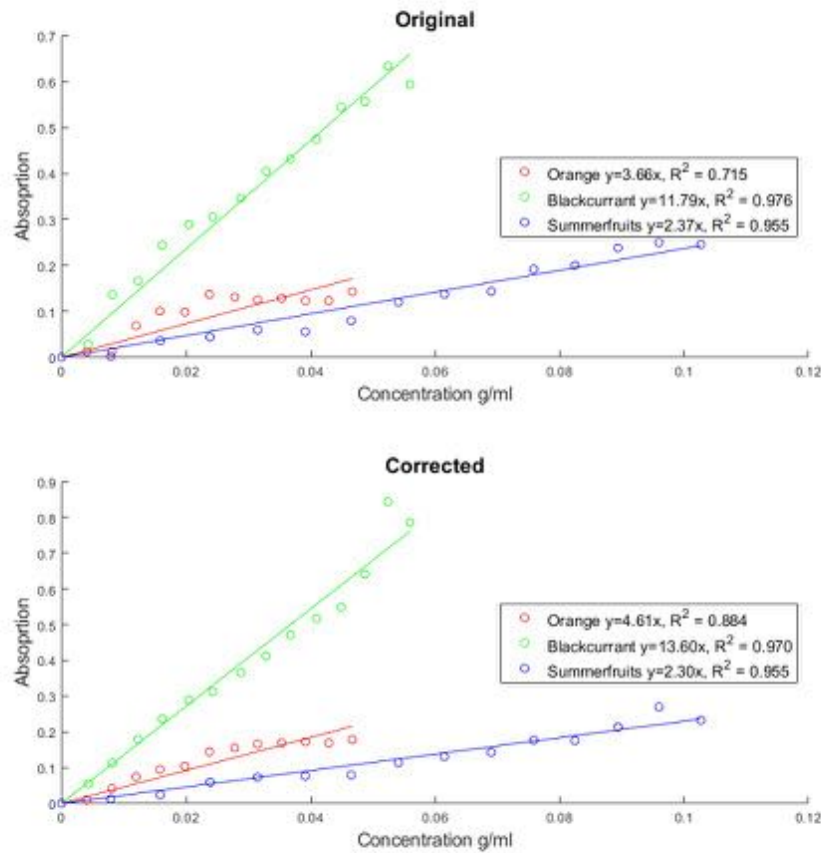 Original
0.7
0.6
0.5
0.4
0.3
0.2
0.1
0
Absoprtion
Orange y=3.66x, R² = 0.715
Blackcurrant y=11.79x, R² = 0.976
Summerfruits y=2.37x, R² = 0.955
0 0.02 0.04 0.06 0.08 0.1 0.12
Concentration g/ml
Corrected
0.9
0.8
0.7
0.6
0.5
0.4
0.3
0.2
0.1
0
Absoprtion
Orange y=4.61x, R² = 0.884
Blackcurrant y=13.60x, R² = 0.970
Summerfruits y=2.30x, R² = 0.955
0 0.02 0.04 0.06 0.08 0.1 0.12
Concentration g/ml